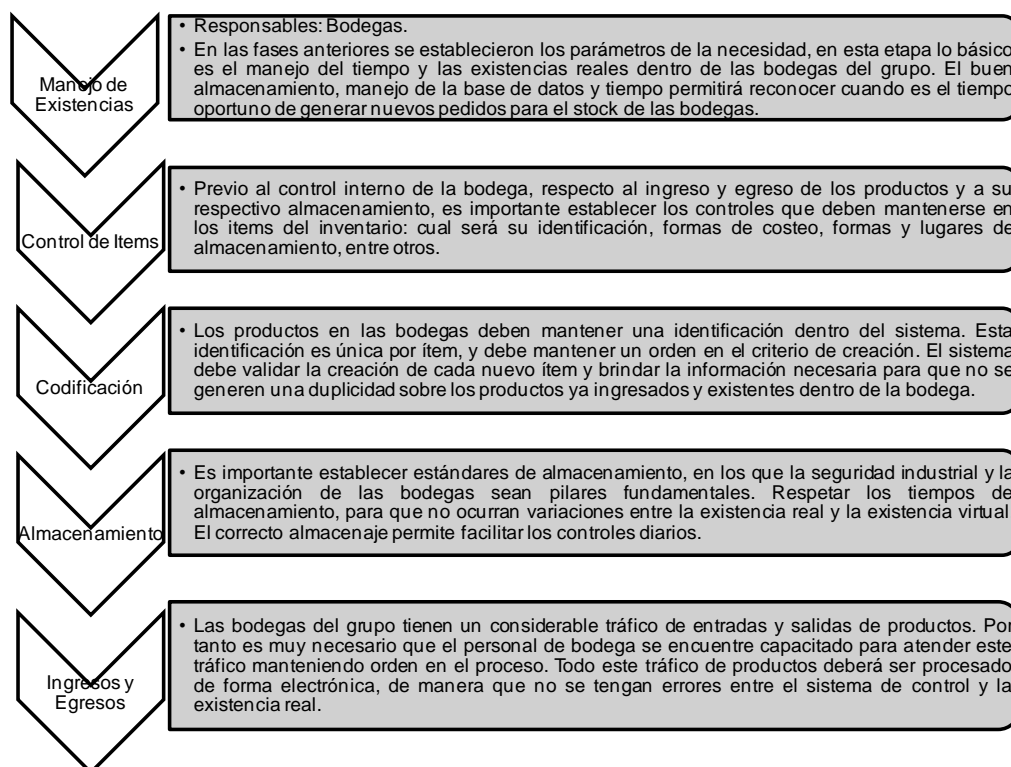 Manejo de
Existencias
• Responsables: Bodegas.
• En las fases anteriores se establecieron los parámetros de la necesidad, en esta etapa lo básico
es el manejo del tiempo y las existencias reales dentro de las bodegas del grupo. El buen
almacenamiento, manejo de la base de datos y tiempo permitirá reconocer cuando es el tiempo
oportuno de generar nuevos pedidos para el stock de las bodegas.
Control de Items
• Previo al control interno de la bodega, respecto al ingreso y egreso de los productos y a su
respectivo almacenamiento, es importante establecer los controles que deben mantenerse en
los items del inventario: cual será su identificación, formas de costeo, formas y lugares de
almacenamiento, entre otros.
Codificación
• Los productos en las bodegas deben mantener una identificación dentro del sistema. Esta
identificación es única por ítem, y debe mantener un orden en el criterio de creación. El sistema
debe validar la creación de cada nuevo ítem y brindar la información necesaria para que no se
generen una duplicidad sobre los productos ya ingresados y existentes dentro de la bodega.
Almacenamiento
• Es importante establecer estándares de almacenamiento, en los que la seguridad industrial y la
organización de las bodegas sean pilares fundamentales. Respetar los tiempos de
almacenamiento, para que no ocurran variaciones entre la existencia real y la existencia virtual
El correcto almacenaje permite facilitar los controles diarios.
Ingresos y
Egresos
• Las bodegas del grupo tienen un considerable tráfico de entradas y salidas de productos. Por
tanto es muy necesario que el personal de bodega se encuentre capacitado para atender este
tráfico manteniendo orden en el proceso. Todo este tráfico de productos deberá ser procesado
de forma electrónica, de manera que no se tengan errores entre el sistema de control y la
existencia real.